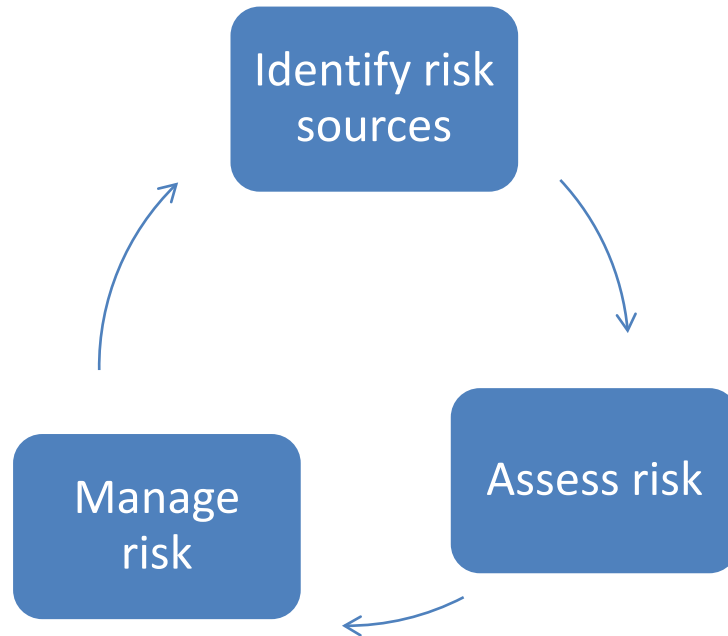 Identify risk
sources
Assess risk
Manage
risk